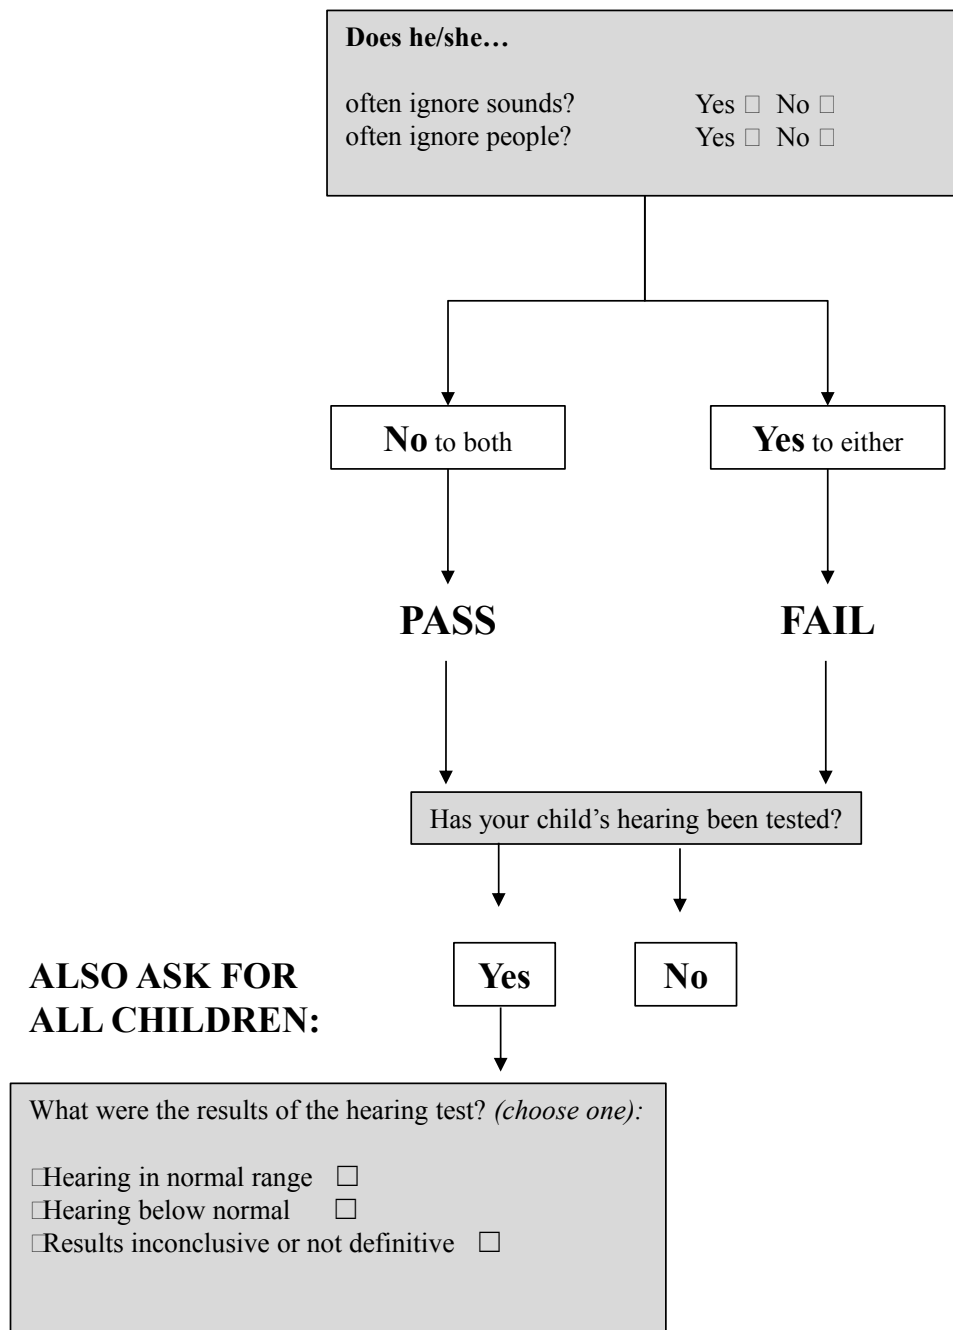 Does he/she…
often ignore sounds? Yes □ No □
often ignore people? Yes □ No □
No to both
Yes to either
PASS
FAIL
Has your child’s hearing been tested?
Yes
No
ALSO ASK FOR
ALL CHILDREN:
What were the results of the hearing test? (choose one):
□Hearing in normal range □
□Hearing below normal □
□Results inconclusive or not definitive □